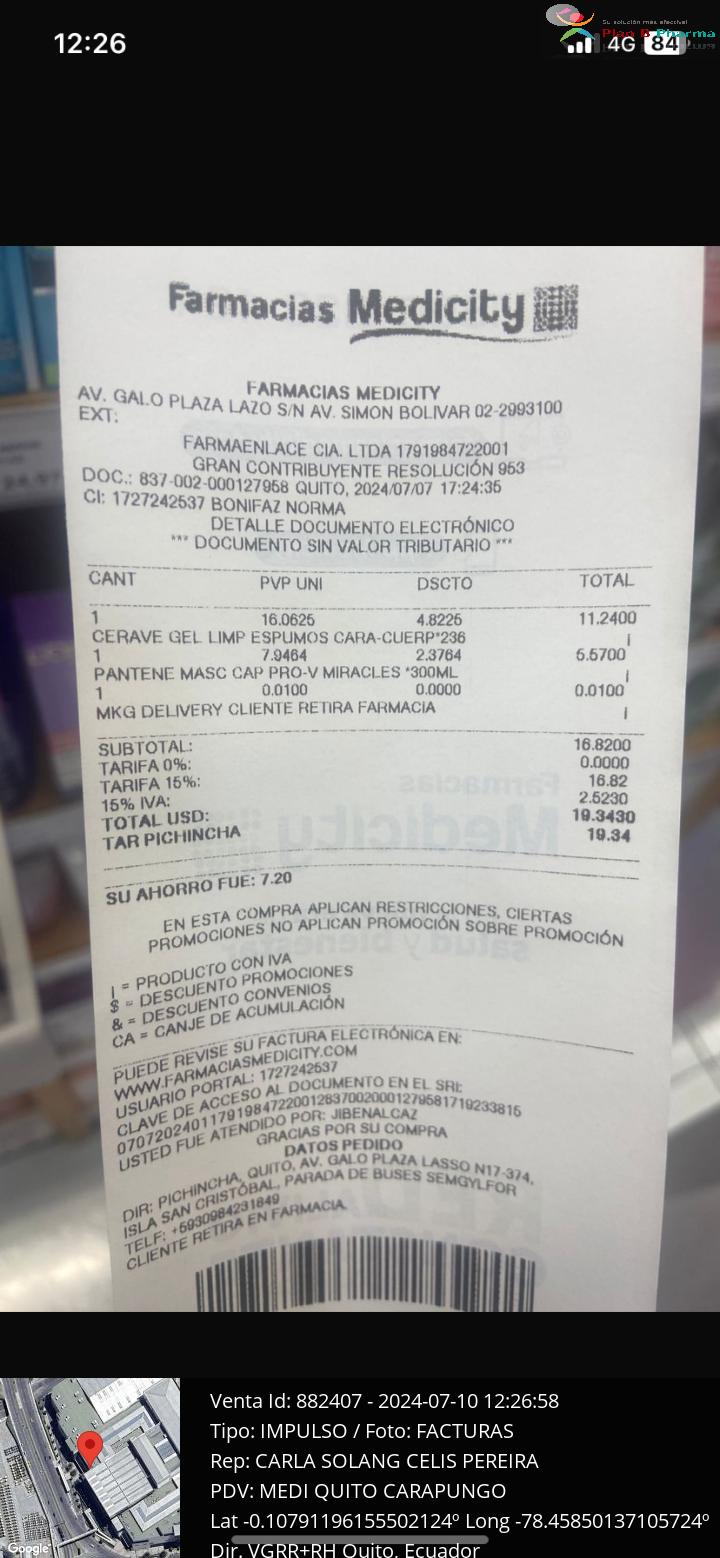 12:26
4G 84
Su solución más efectiva!
Plan B Pharma
Farmacias Medicity
FARMACIAS MEDICITY
AV. GALO PLAZA LAZO S/N AV. SIMON BOLIVAR 02-2993100
EXT:
FARMAENLACE CIA. LTDA 1791984722001
GRAN CONTRIBUYENTE RESOLUCIÓN 953
DOC.: 837-002-000127958 QUITO, 2024/07/07 17:24:35
CI: 1727242537 BONIFAZ NORMA
DETALLE DOCUMENTO ELECTRÓNICO
*** DOCUMENTO SIN VALOR TRIBUTARIO ***
CANT PVP UNI DSCTO TOTAL
1 16.0625 4.8225 11.2400
CERAVE GEL LIMP ESPUMOS CARA-CUERP*236 |
1 7.9464 2.3764 5.5700
PANTENE MASC CAP PRO-V MIRACLES *300ML |
1 0.0100 0.0000 0.0100
MKG DELIVERY CLIENTE RETIRA FARMACIA |
SUBTOTAL: 16.8200
TARIFA 0%: 0.0000
TARIFA 15%: 16.82
15% IVA: 2.5230
TOTAL USD: 19.3430
TAR PICHINCHA 19.34
SU AHORRO FUE: 7.20
EN ESTA COMPRA APLICAN RESTRICCIONES, CIERTAS
PROMOCIONES NO APLICAN PROMOCIÓN SOBRE PROMOCIÓN
| = PRODUCTO CON IVA
$ = DESCUENTO PROMOCIONES
& = DESCUENTO CONVENIOS
CA = CANJE DE ACUMULACIÓN
PUEDE REVISE SU FACTURA ELECTRÓNICA EN:
WWW.FARMACIASMEDICITY.COM
USUARIO PORTAL: 1727242537
CLAVE DE ACCESO AL DOCUMENTO EN EL SRI:
0707202401179198472200128370020001279581719233815
USTED FUE ATENDIDO POR: JIBENALCAZ
GRACIAS POR SU COMPRA
DATOS PEDIDO
DIR: PICHINCHA, QUITO, AV. GALO PLAZA LASSO N17-374,
ISLA SAN CRISTÓBAL, PARADA DE BUSES SEMGYLFOR
TELF: +5930984231849
CLIENTE RETIRA EN FARMACIA.
Google
Venta Id: 882407 - 2024-07-10 12:26:58
Tipo: IMPULSO / Foto: FACTURAS
Rep: CARLA SOLANG CELIS PEREIRA
PDV: MEDI QUITO CARAPUNGO
Lat -0.10791196155502124º Long -78.45850137105724º
Dir. VGRR+RH Quito, Ecuador